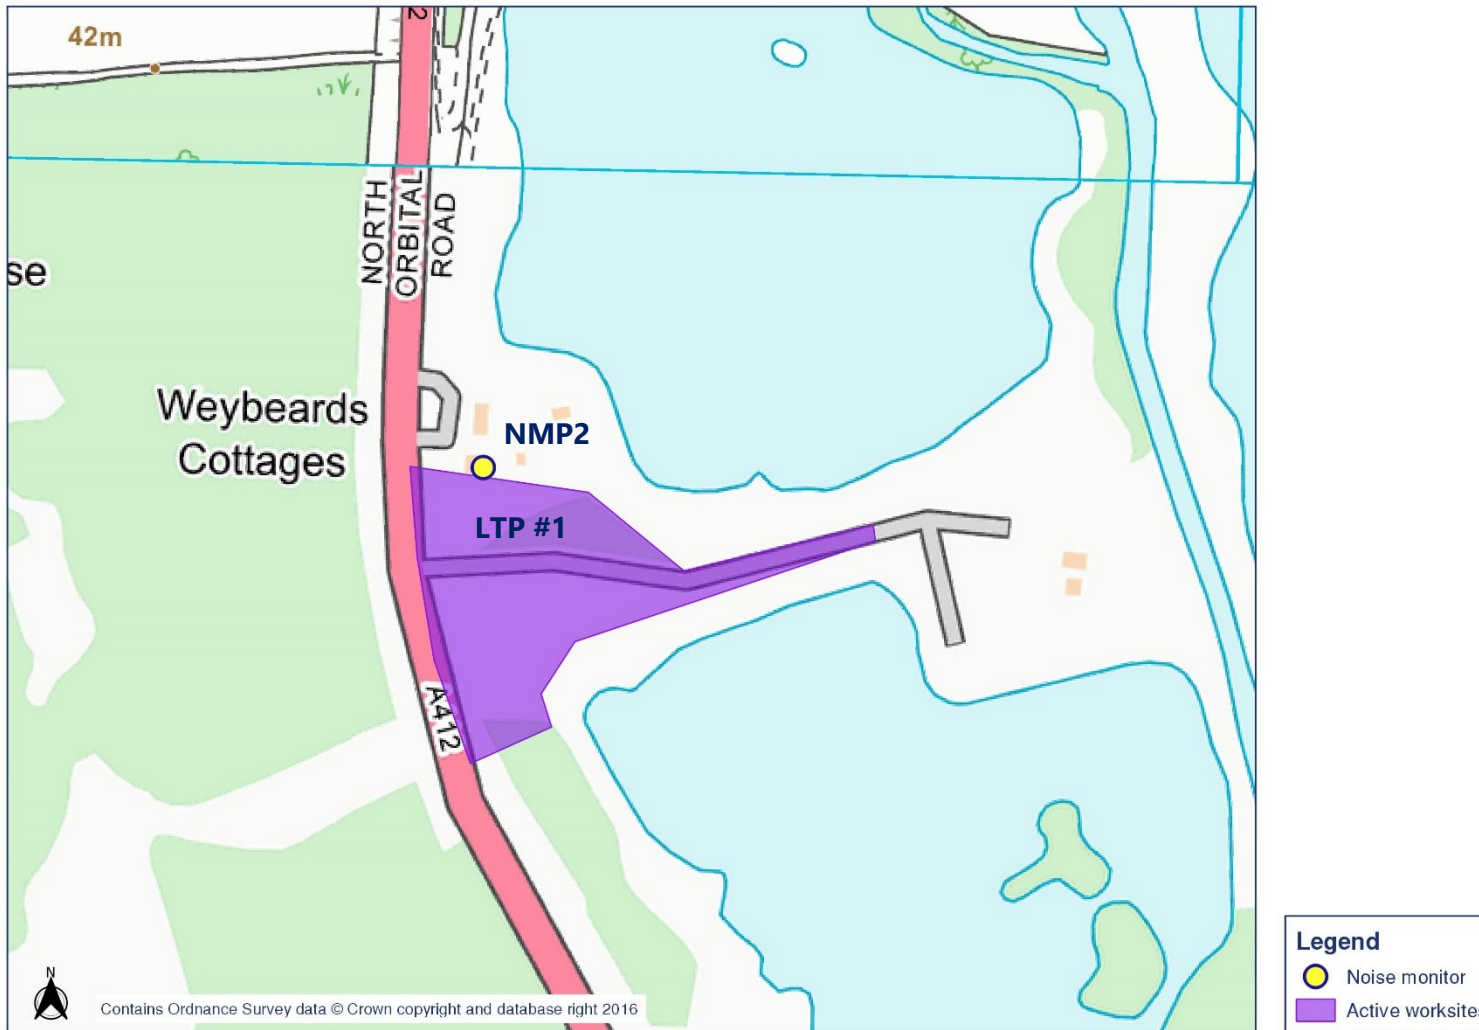 42m
2
NORTH
ORBITAL
ROAD
se
Weybeards
Cottages
NMP2
LTP #1
A412
N
Contains Ordnance Survey data © Crown copyright and database right 2016
Legend
Noise monitor
Active worksite